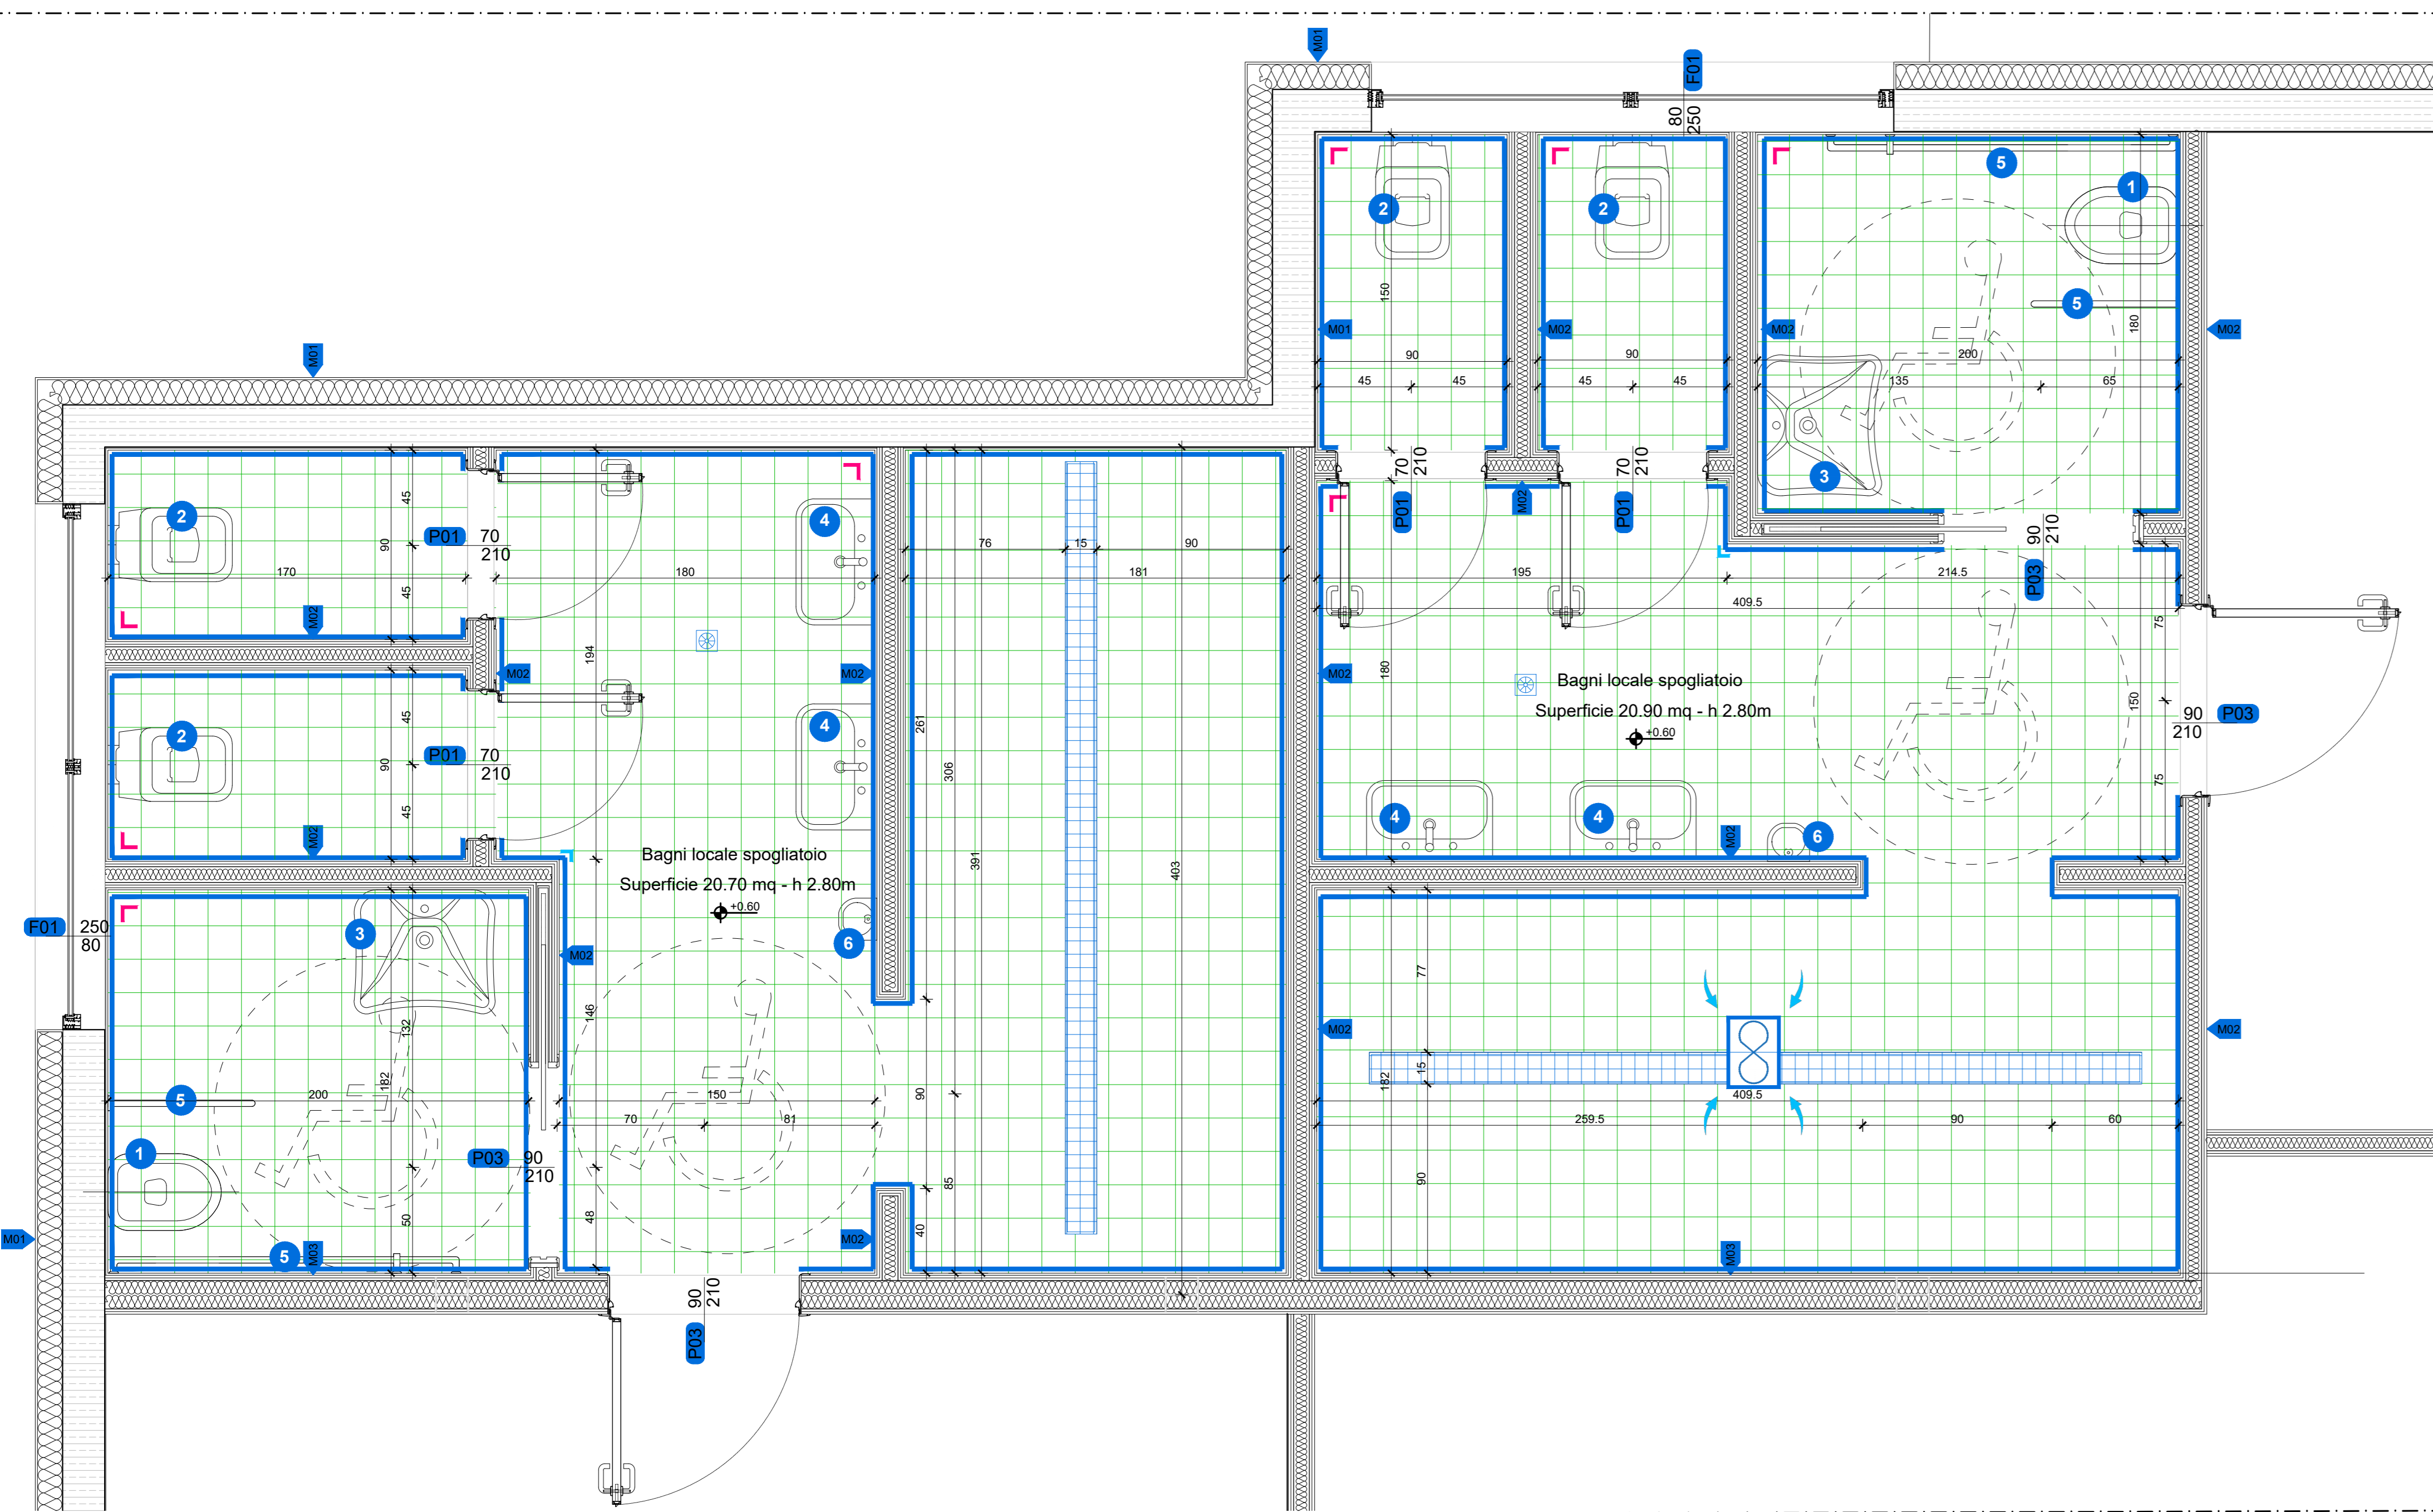 M01
F01
80
250
5
1
2
2
150
M01
M02
M02
M02
180
90
90
200
45
45
45
45
135
65
M01
3
70
210
70
210
P01
M02
P01
90
210
P03
2
45
90
45
P01
70
210
170
M02
180
4
76
15
90
181
195
214.5
409.5
75
194
M02
M02
M02
180
150
Bagni locale spogliatoio
Superficie 20.90 mq - h 2.80m
+0.60
90
210
P03
75
2
45
90
45
P01
70
210
M02
4
261
306
391
403
4
4
M02
6
Bagni locale spogliatoio
Superficie 20.70 mq - h 2.80m
+0.60
F01
250
80
3
6
M02
132
182
146
77
M02
M02
15
182
409.5
5
200
150
90
70
81
259.5
90
60
1
P03
90
210
85
90
50
48
40
M01
5
M03
M02
M03
90
210
P03